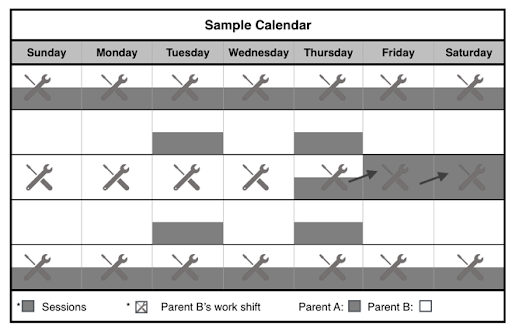 Sample Calendar
Sunday Monday Tuesday Wednesday Thursday Friday Saturday
* Sessions * Parent B's work shift Parent A: Parent B: